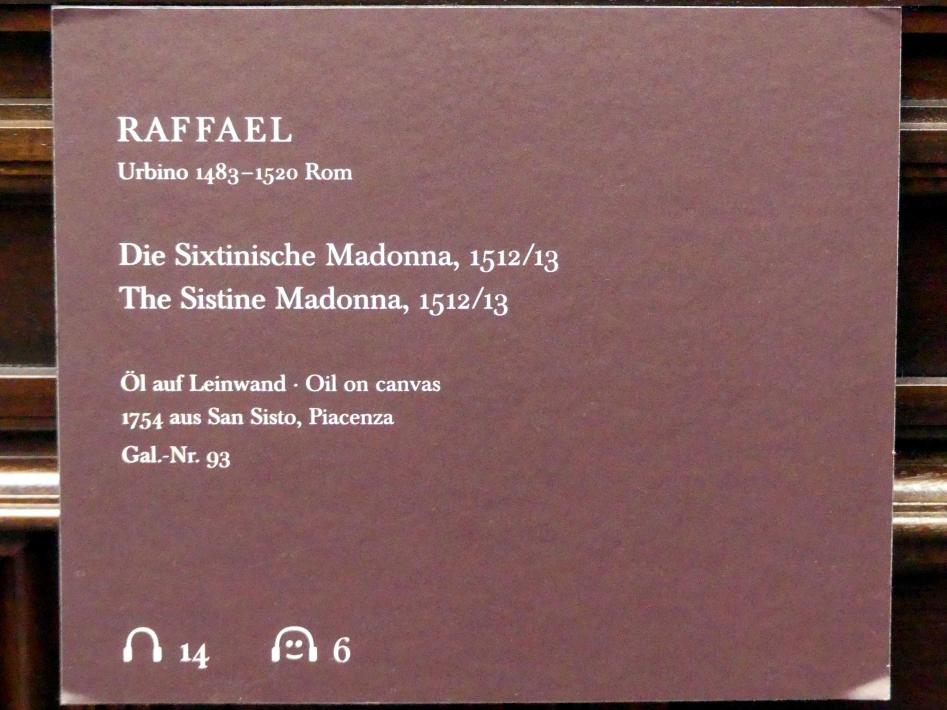 RAFFAEL
Urbino 1483–1520 Rom
Die Sixtinische Madonna, 1512/13
The Sistine Madonna, 1512/13
Öl auf Leinwand · Oil on canvas
1754 aus San Sisto, Piacenza
Gal.-Nr. 93
14 6